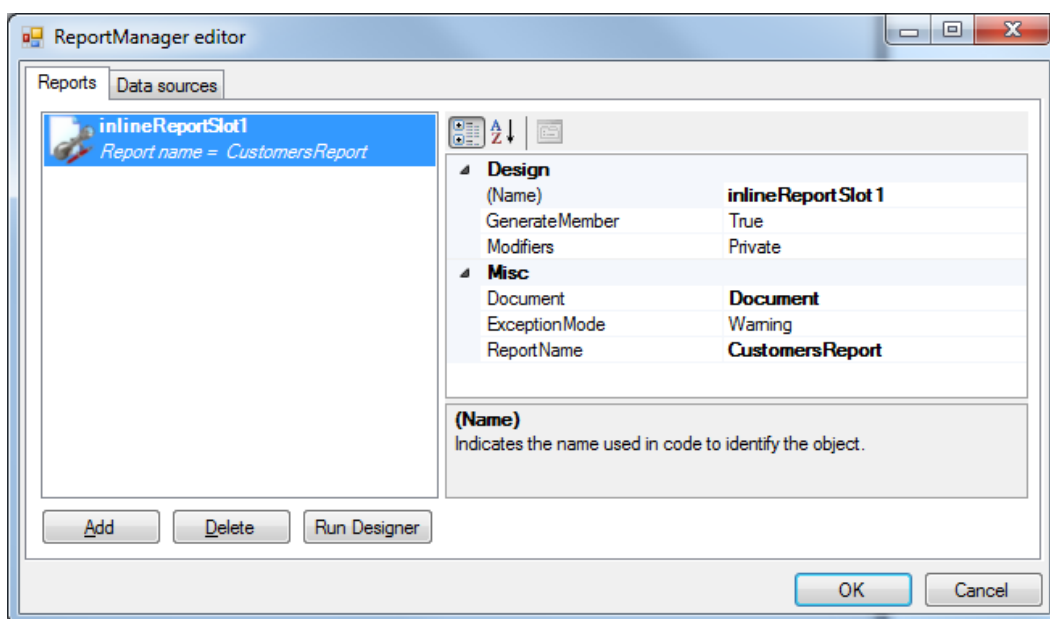 ReportManager editor
Reports Data sources
inlineReportSlot1
Report name = CustomersReport
Design
(Name) inlineReportSlot1
GenerateMember True
Modifiers Private
Misc
Document Document
ExceptionMode Warning
ReportName CustomersReport
(Name)
Indicates the name used in code to identify the object.
Add Delete Run Designer
OK Cancel